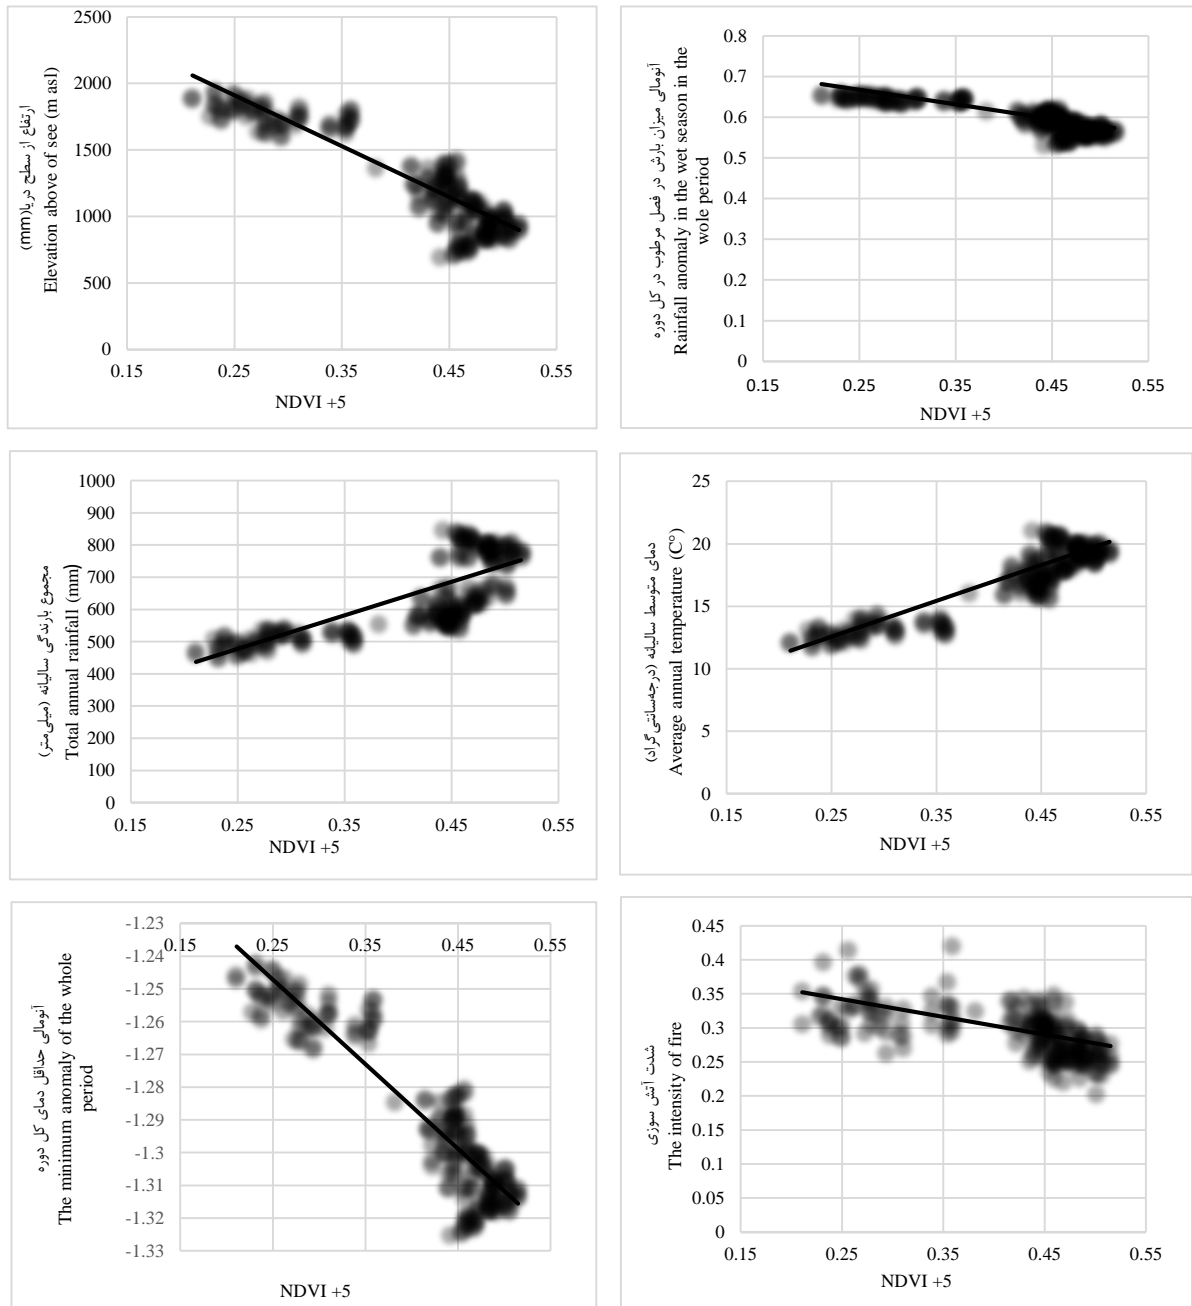 2500
2000
1500
1000
500
0
0.15 0.25 0.35 0.45 0.55
NDVI +5
ارتفاع از سطح دریا(mm)
Elevation above of see (m asl)
0.8
0.7
0.6
0.5
0.4
0.3
0.2
0.1
0
0.15 0.25 0.35 0.45 0.55
NDVI +5
آنومالی میزان بارش در فصل مرطوب در کل دوره
Rainfall anomaly in the wet season in the
wole period
1000
900
800
700
600
500
400
300
200
100
0
0.15 0.25 0.35 0.45 0.55
NDVI +5
مجموع بارندگی سالیانه (میلی‌متر)
Total annual rainfall (mm)
25
20
15
10
5
0
0.15 0.25 0.35 0.45 0.55
NDVI +5
دمای متوسط سالیانه (درجه‌سانتی‌گراد)
Average annual temperature (C°)
-1.23
-1.24
-1.25
-1.26
-1.27
-1.28
-1.29
-1.3
-1.31
-1.32
-1.33
0.15 0.25 0.35 0.45 0.55
NDVI +5
آنومالی حداقل دمای کل دوره
The minimum anomaly of the whole
period
0.45
0.4
0.35
0.3
0.25
0.2
0.15
0.1
0.05
0
0.15 0.25 0.35 0.45 0.55
NDVI +5
شدت آتش سوزی
The intensity of fire